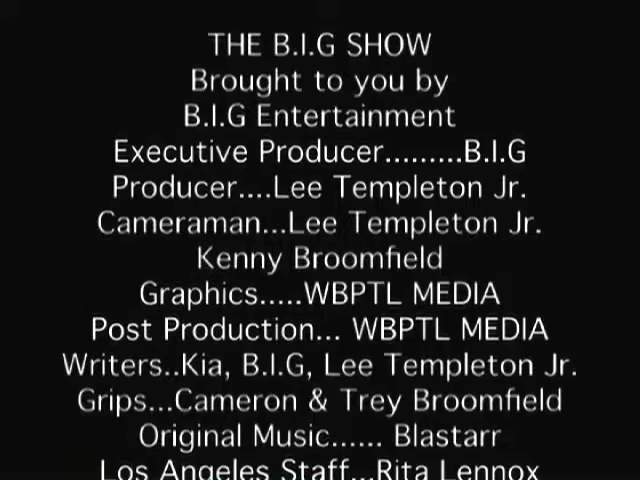 THE B.I.G SHOW
Brought to you by
B.I.G Entertainment
Executive Producer.........B.I.G
Producer....Lee Templeton Jr.
Cameraman...Lee Templeton Jr.
Kenny Broomfield
Graphics.....WBPTL MEDIA
Post Production... WBPTL MEDIA
Writers..Kia, B.I.G, Lee Templeton Jr.
Grips...Cameron & Trey Broomfield
Original Music...... Blastarr
Los Angeles Staff...Rita Lennox